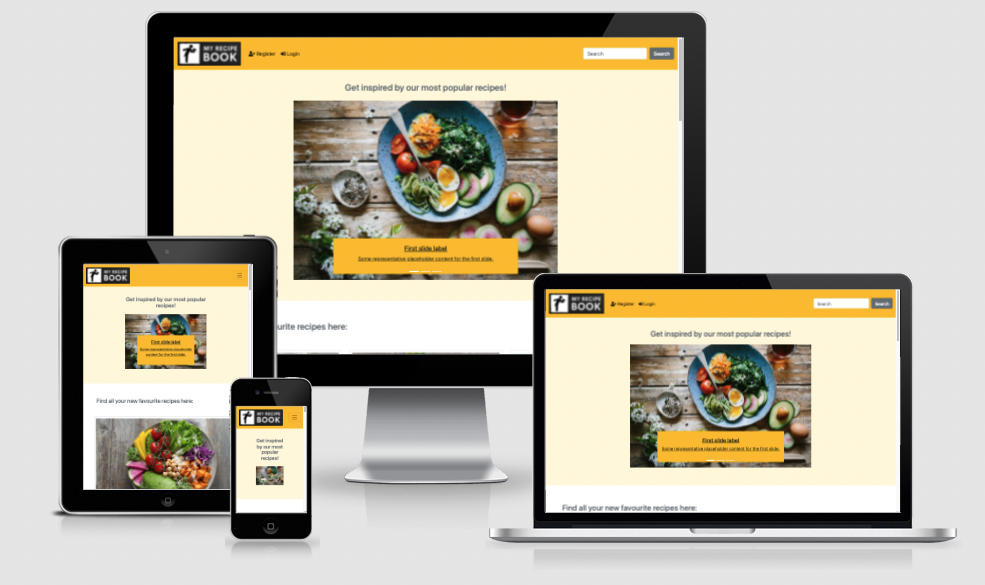 MY RECIPE
BOOK
Register
Login
Search
Search
Get inspired by our most popular recipes!
First slide label
Some representative placeholder content for the first slide.
urite recipes here:
MY RECIPE
BOOK
Get inspired by our most popular
recipes!
First slide label
Some representative placeholder
content for the first slide.
Find all your new favourite recipes here:
MY RECIPE
BOOK
Get inspired
by our most
popular
recipes!
MY RECIPE
BOOK
Register
Login
Search
Search
Get inspired by our most popular recipes!
First slide label
Some representative placeholder content for the first slide.
Find all your new favourite recipes here: